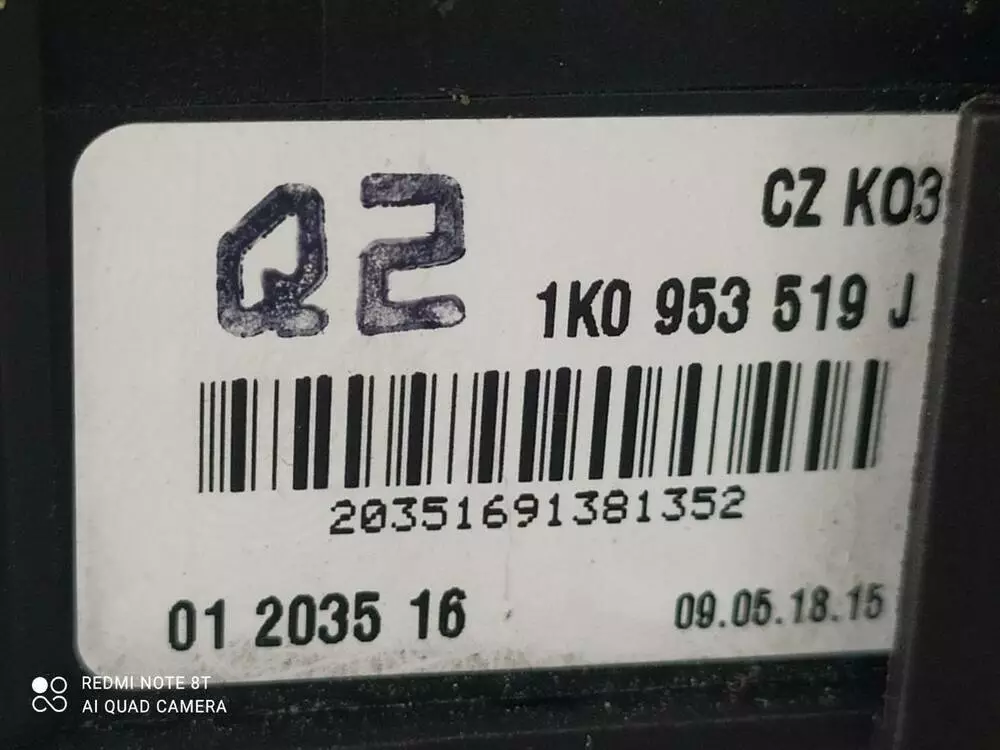 Q2
CZ K03
1K0 953 519 J
20351691381352
01 2035 16
09.05.18.15
REDMI NOTE 8T
AI QUAD CAMERA